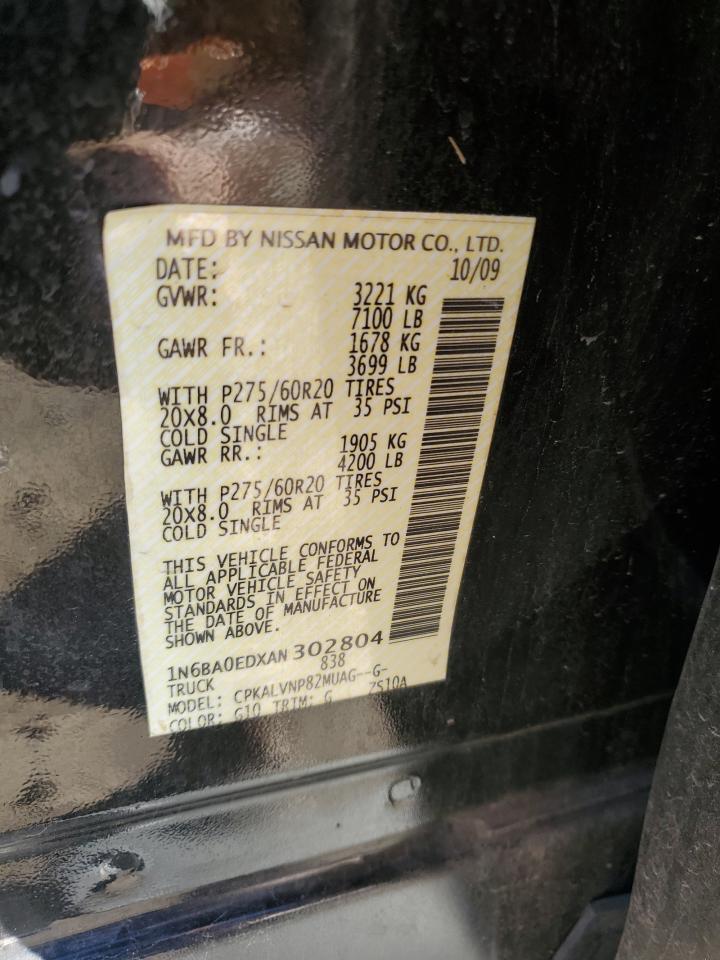 MFD BY NISSAN MOTOR CO., LTD.
DATE: 10/09
GVWR: 3221 KG
7100 LB
GAWR FR.: 1678 KG
3699 LB
WITH P275/60R20 TIRES
20X8.0 RIMS AT 35 PSI
COLD SINGLE
GAWR RR.: 1905 KG
4200 LB
WITH P275/60R20 TIRES
20X8.0 RIMS AT 35 PSI
COLD SINGLE
THIS VEHICLE CONFORMS TO
ALL APPLICABLE FEDERAL
MOTOR VEHICLE SAFETY
STANDARDS IN EFFECT ON
THE DATE OF MANUFACTURE
SHOWN ABOVE.
1N6BA0EDXAN302804
TRUCK 838
MODEL: CPKALVNP82MUAG--G-
COLOR: G10 TRIM: G ZS10A